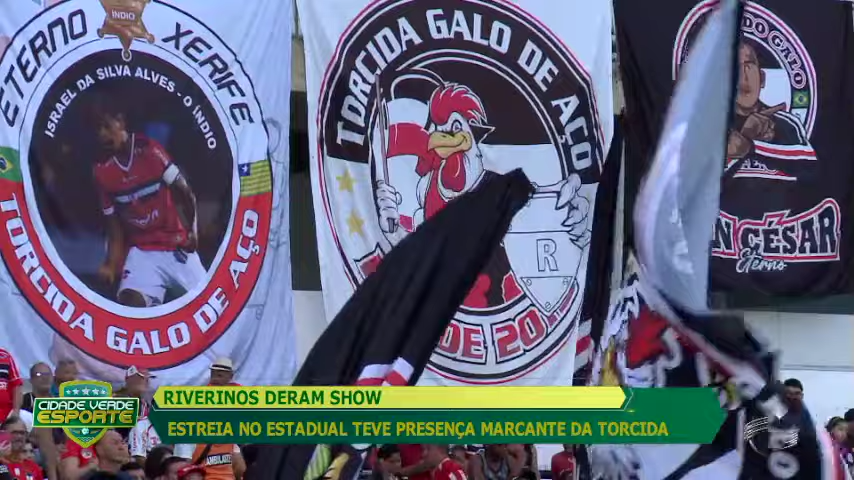 ÍNDIO
ETERNO XERIFE
ISRAEL DA SILVA ALVES - O ÍNDIO
TORCIDA GALO DE AÇO
TORCIDA GALO DE AÇO
R
DE 20
DO GALO
N CÉSAR
Eterno
CIDADE VERDE
ESPORTE
RIVERINOS DERAM SHOW
ESTREIA NO ESTADUAL TEVE PRESENÇA MARCANTE DA TORCIDA